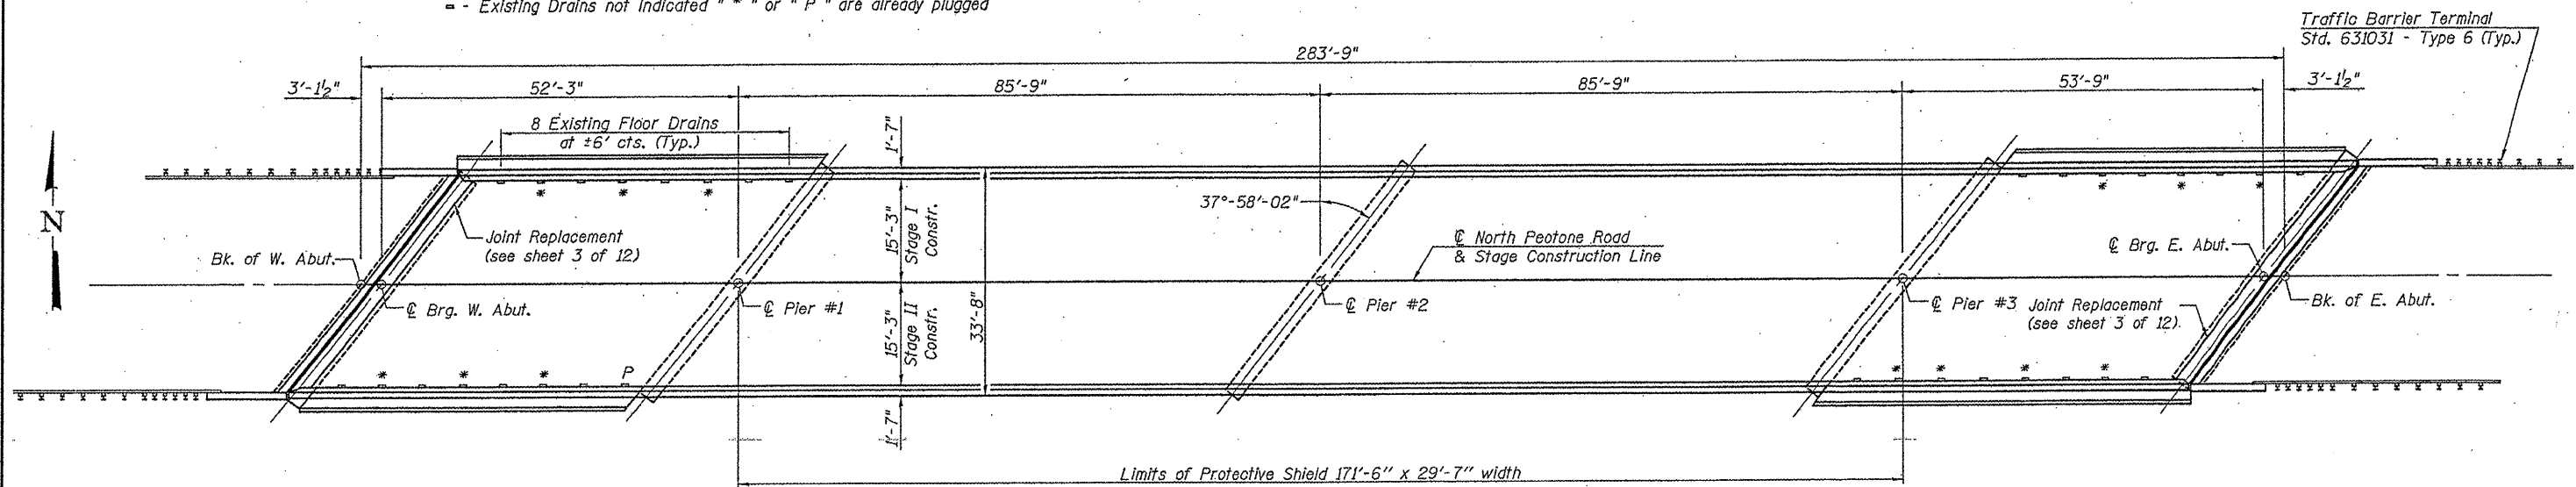 ▭ - Existing Drains not indicated " * " or " P " are already plugged
Traffic Barrier Terminal
Std. 631031 - Type 6 (Typ.)
283'-9"
3'-1½"
52'-3"
85'-9"
85'-9"
53'-9"
3'-1½"
8 Existing Floor Drains
at ±6' cts. (Typ.)
1'-7"
* * *
* * *
N
37°-58'-02"
15'-3"
Stage I
Constr.
Joint Replacement
(see sheet 3 of 12)
℄ North Peotone Road
& Stage Construction Line
℄ Brg. E. Abut.
Bk. of W. Abut.
℄ Brg. W. Abut.
℄ Pier #1
℄ Pier #2
℄ Pier #3
Joint Replacement
(see sheet 3 of 12)
Bk. of E. Abut.
15'-3"
Stage II
Constr.
33'-8"
* * * P
* * * *
1'-7"
Limits of Protective Shield 171'-6" x 29'-7" width